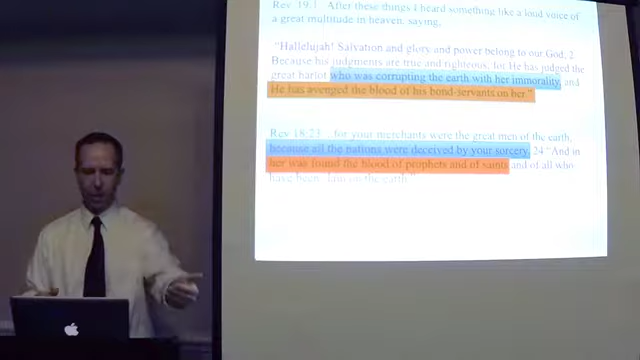 Rev 19:1 After these things I heard something like a loud voice of
a great multitude in heaven, saying,
"Hallelujah! Salvation and glory and power belong to our God; 2
Because his judgments are true and righteous; for He has judged the
great harlot who was corrupting the earth with her immorality, and
He has avenged the blood of his bond-servants on her"
Rev 18:23 ...for your merchants were the great men of the earth,
because all the nations were deceived by your sorcery. 24 "And in
her was found the blood of prophets and of saints and of all who
have been slain on the earth"